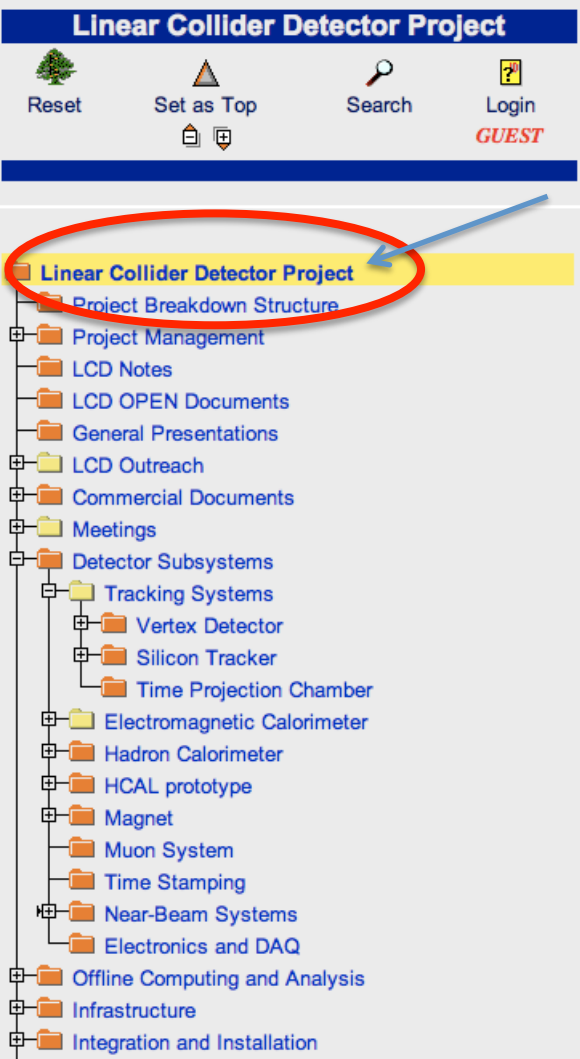 Linear Collider Detector Project
Reset Set as Top Search Login
GUEST
Linear Collider Detector Project
Project Breakdown Structure
Project Management
LCD Notes
LCD OPEN Documents
General Presentations
LCD Outreach
Commercial Documents
Meetings
Detector Subsystems
Tracking Systems
Vertex Detector
Silicon Tracker
Time Projection Chamber
Electromagnetic Calorimeter
Hadron Calorimeter
HCAL prototype
Magnet
Muon System
Time Stamping
Near-Beam Systems
Electronics and DAQ
Offline Computing and Analysis
Infrastructure
Integration and Installation